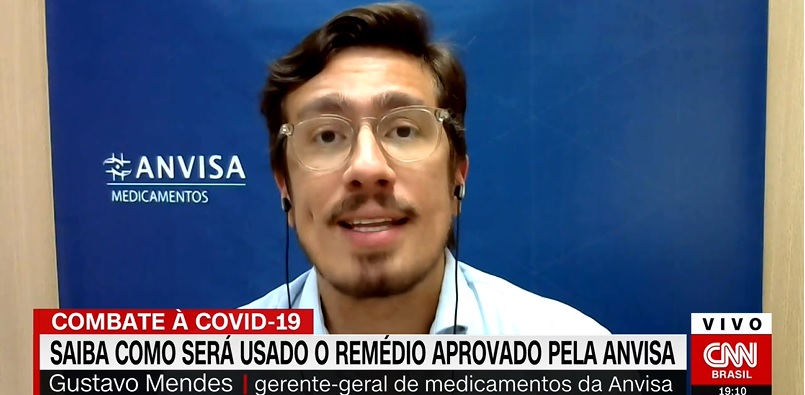 ANVISA
MEDICAMENTOS
COMBATE À COVID-19
SAIBA COMO SERÁ USADO O REMÉDIO APROVADO PELA ANVISA
Gustavo Mendes | gerente-geral de medicamentos da Anvisa
VIVO
CNN
BRASIL
19:10